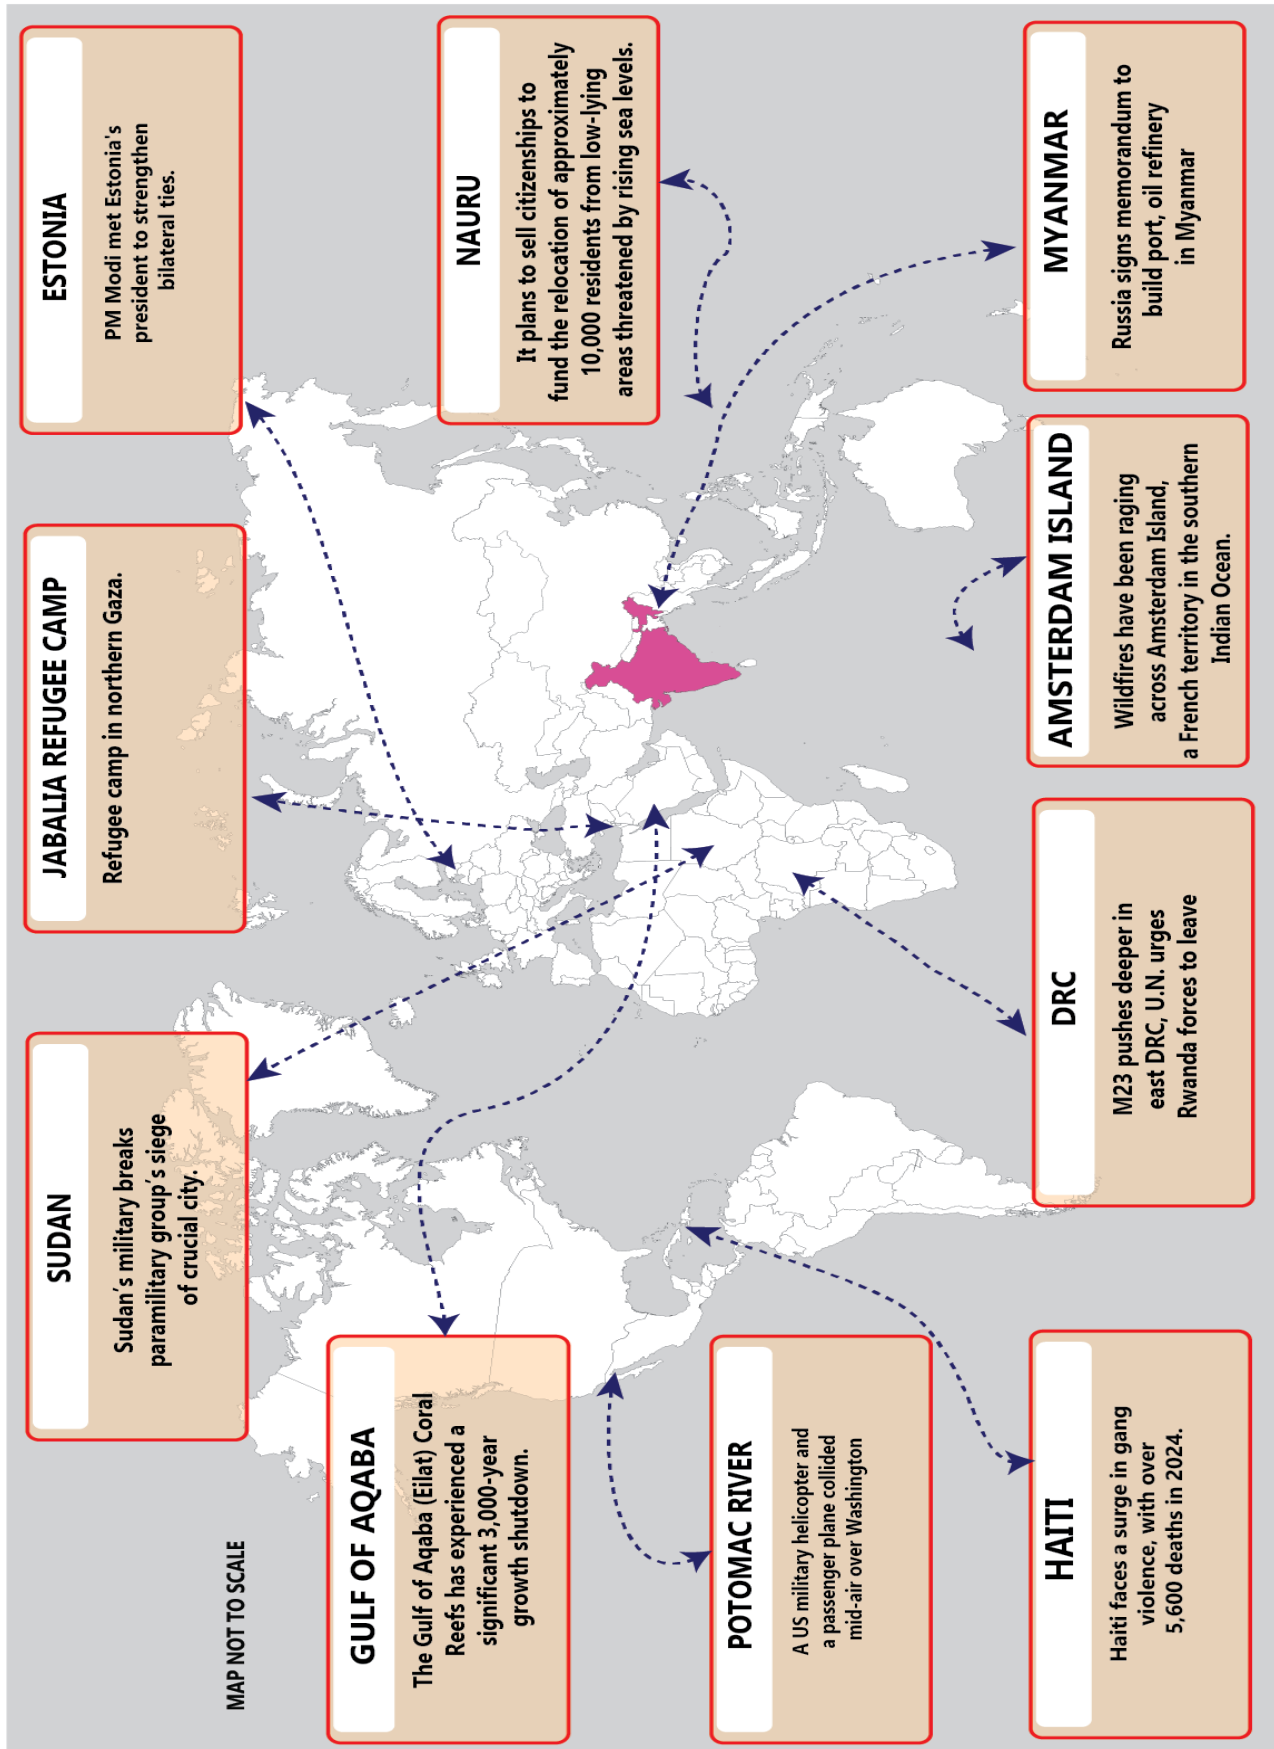 SUDAN
Sudan's military breaks
paramilitary group's siege
of crucial city.
JABALIA REFUGEE CAMP
Refugee camp in northern Gaza.
ESTONIA
PM Modi met Estonia's
president to strengthen
bilateral ties.
MAP NOT TO SCALE
GULF OF AQABA
The Gulf of Aqaba (Eilat) Coral
Reefs has experienced a
significant 3,000-year
growth shutdown.
NAURU
It plans to sell citizenships to
fund the relocation of approximately
10,000 residents from low-lying
areas threatened by rising sea levels.
POTOMAC RIVER
A US military helicopter and
a passenger plane collided
mid-air over Washington
HAITI
Haiti faces a surge in gang
violence, with over
5,600 deaths in 2024.
DRC
M23 pushes deeper in
east DRC, U.N. urges
Rwanda forces to leave
AMSTERDAM ISLAND
Wildfires have been raging
across Amsterdam Island,
a French territory in the southern
Indian Ocean.
MYANMAR
Russia signs memorandum to
build port, oil refinery
in Myanmar